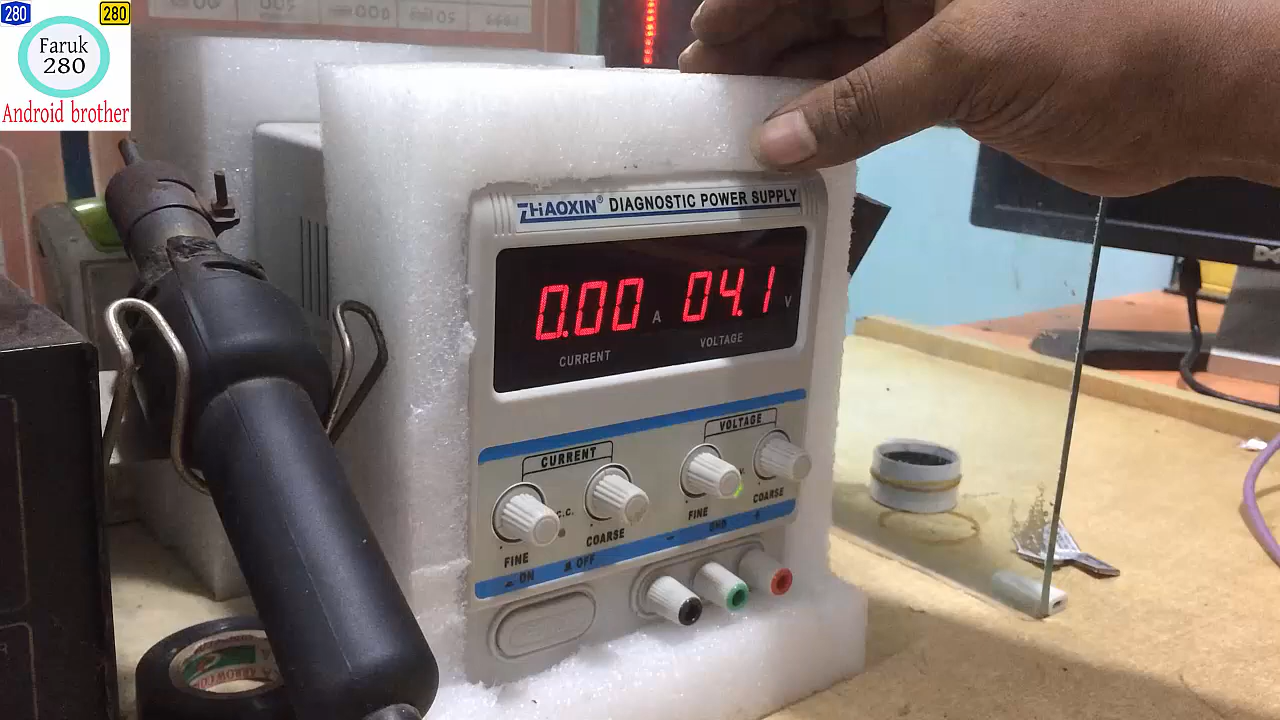 280
280
Faruk
280
Android brother
ZHAOXIN® DIAGNOSTIC POWER SUPPLY
0.00 A 04.1 V
CURRENT VOLTAGE
CURRENT VOLTAGE
C.C.
FINE COARSE FINE COARSE
ON OFF - GND +